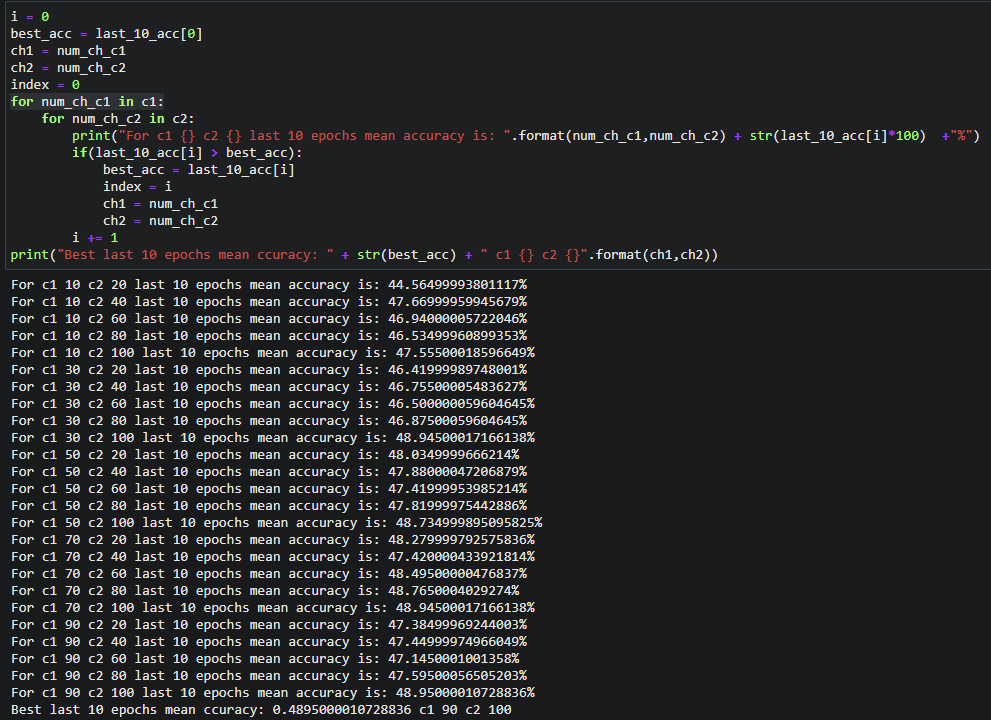 i = 0
best_acc = last_10_acc[0]
ch1 = num_ch_c1
ch2 = num_ch_c2
index = 0
for num_ch_c1 in c1:
    for num_ch_c2 in c2:
        print("For c1 {} c2 {} last 10 epochs mean accuracy is: ".format(num_ch_c1,num_ch_c2) + str(last_10_acc[i]*100)  +"%")
        if(last_10_acc[i] > best_acc):
            best_acc = last_10_acc[i]
            index = i
            ch1 = num_ch_c1
            ch2 = num_ch_c2
        i += 1
print("Best last 10 epochs mean ccuracy: " + str(best_acc) + " c1 {} c2 {}".format(ch1,ch2))
For c1 10 c2 20 last 10 epochs mean accuracy is: 44.56499993801117%
For c1 10 c2 40 last 10 epochs mean accuracy is: 47.66999959945679%
For c1 10 c2 60 last 10 epochs mean accuracy is: 46.94000005722046%
For c1 10 c2 80 last 10 epochs mean accuracy is: 46.53499960899353%
For c1 10 c2 100 last 10 epochs mean accuracy is: 47.55500018596649%
For c1 30 c2 20 last 10 epochs mean accuracy is: 46.41999989748001%
For c1 30 c2 40 last 10 epochs mean accuracy is: 46.75500005483627%
For c1 30 c2 60 last 10 epochs mean accuracy is: 46.500000059604645%
For c1 30 c2 80 last 10 epochs mean accuracy is: 46.87500059604645%
For c1 30 c2 100 last 10 epochs mean accuracy is: 48.94500017166138%
For c1 50 c2 20 last 10 epochs mean accuracy is: 48.0349999666214%
For c1 50 c2 40 last 10 epochs mean accuracy is: 47.88000047206879%
For c1 50 c2 60 last 10 epochs mean accuracy is: 47.41999953985214%
For c1 50 c2 80 last 10 epochs mean accuracy is: 47.81999975442886%
For c1 50 c2 100 last 10 epochs mean accuracy is: 48.734999895095825%
For c1 70 c2 20 last 10 epochs mean accuracy is: 48.279999792575836%
For c1 70 c2 40 last 10 epochs mean accuracy is: 47.420000433921814%
For c1 70 c2 60 last 10 epochs mean accuracy is: 48.49500000476837%
For c1 70 c2 80 last 10 epochs mean accuracy is: 48.7650004029274%
For c1 70 c2 100 last 10 epochs mean accuracy is: 48.94500017166138%
For c1 90 c2 20 last 10 epochs mean accuracy is: 47.38499969244003%
For c1 90 c2 40 last 10 epochs mean accuracy is: 47.44999974966049%
For c1 90 c2 60 last 10 epochs mean accuracy is: 47.1450001001358%
For c1 90 c2 80 last 10 epochs mean accuracy is: 47.59500056505203%
For c1 90 c2 100 last 10 epochs mean accuracy is: 48.95000010728836%
Best last 10 epochs mean ccuracy: 0.4895000010728836 c1 90 c2 100